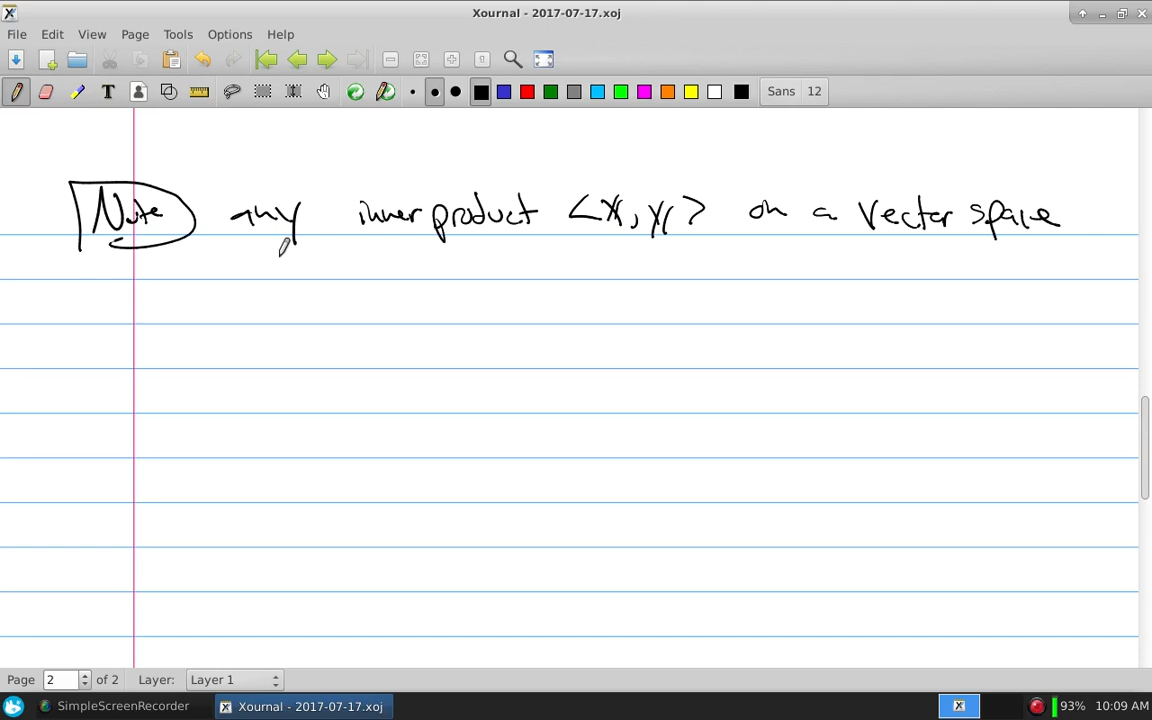 Xournal - 2017-07-17.xoj
File Edit View Page Tools Options Help
Sans 12
Note any inner product <x, y> on a vector space
Page 2 of 2 Layer: Layer 1
SimpleScreenRecorder Xournal - 2017-07-17.xoj 93% 10:09 AM